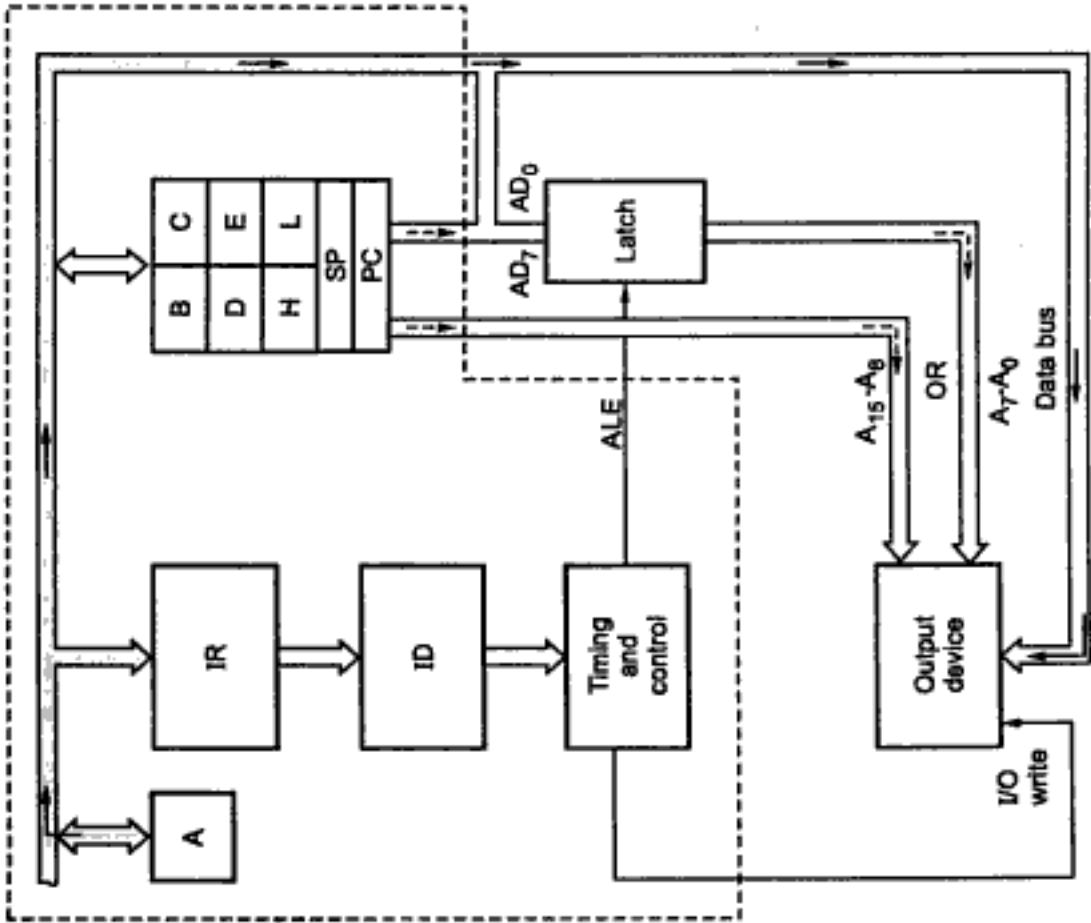 A
IR
B C
D E
H L
SP
PC
ID
AD₇ AD₀
Timing
and
control
ALE
Latch
A₁₅-A₈
Output
device
OR
I/O
write
A₇-A₀
Data bus